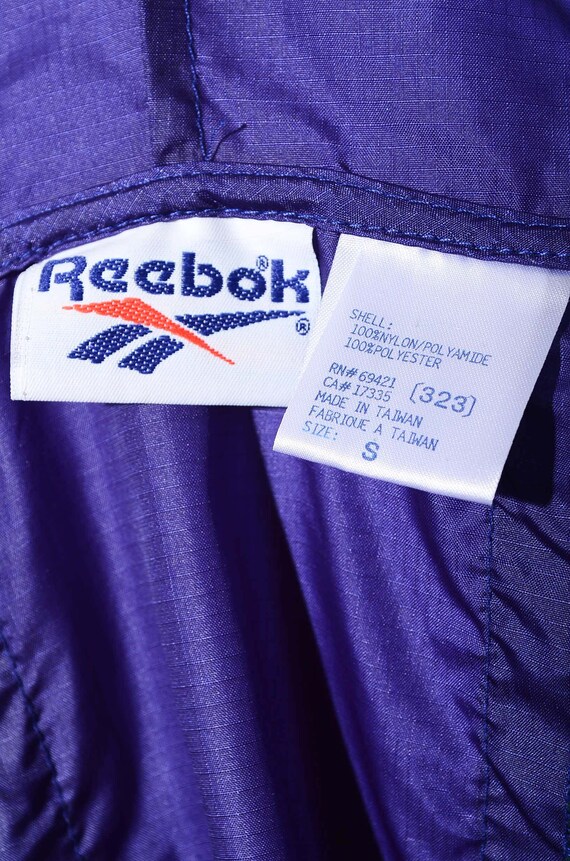 Reebok®
®
SHELL:
100%NYLON/POLYAMIDE
100%POLYESTER
RN# 69421
CA# 17335 [323]
MADE IN TAIWAN
FABRIQUE A TAIWAN
SIZE: S